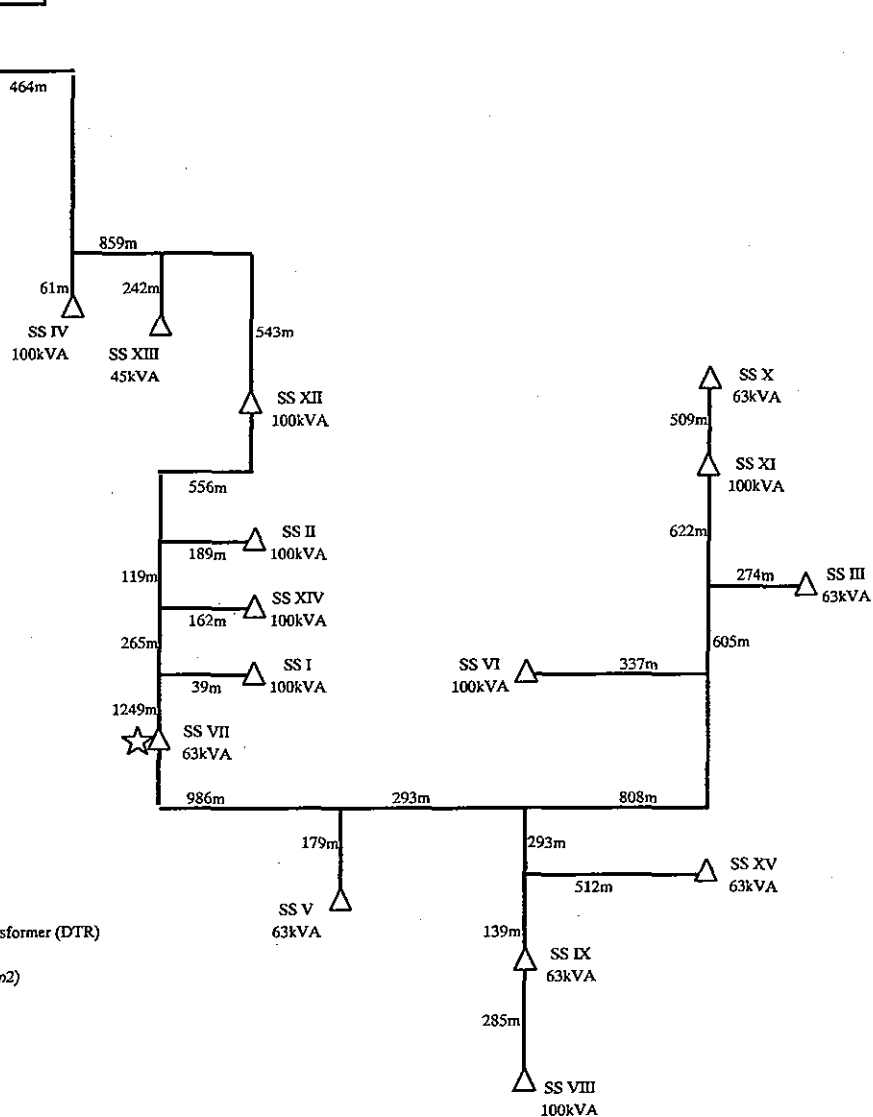 464m
859m
61m
242m
SS IV
100kVA
SS XIII
45kVA
543m
SS XII
100kVA
SS X
63kVA
509m
SS XI
100kVA
556m
622m
SS II
189m
100kVA
119m
274m
SS III
63kVA
SS XIV
162m
100kVA
265m
605m
SS I
39m
100kVA
SS VI
100kVA
337m
1249m
SS VII
63kVA
986m
293m
808m
179m
293m
SS XV
63kVA
512m
SS V
63kVA
sformer (DTR)
139m
SS IX
63kVA
m2)
285m
SS VIII
100kVA